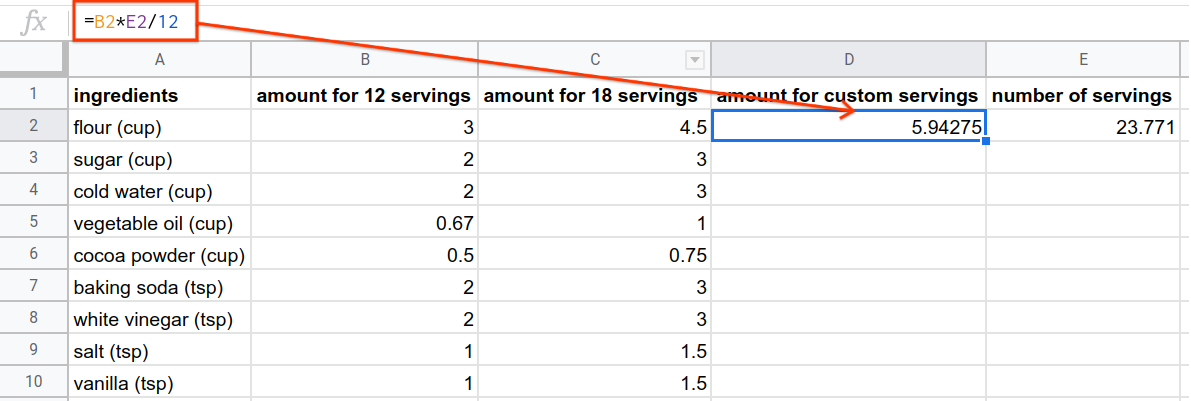 fx =B2*E2/12
A B C D E
1 ingredients amount for 12 servings amount for 18 servings amount for custom servings number of servings
2 flour (cup) 3 4.5 5.94275 23.771
3 sugar (cup) 2 3
4 cold water (cup) 2 3
5 vegetable oil (cup) 0.67 1
6 cocoa powder (cup) 0.5 0.75
7 baking soda (tsp) 2 3
8 white vinegar (tsp) 2 3
9 salt (tsp) 1 1.5
10 vanilla (tsp) 1 1.5